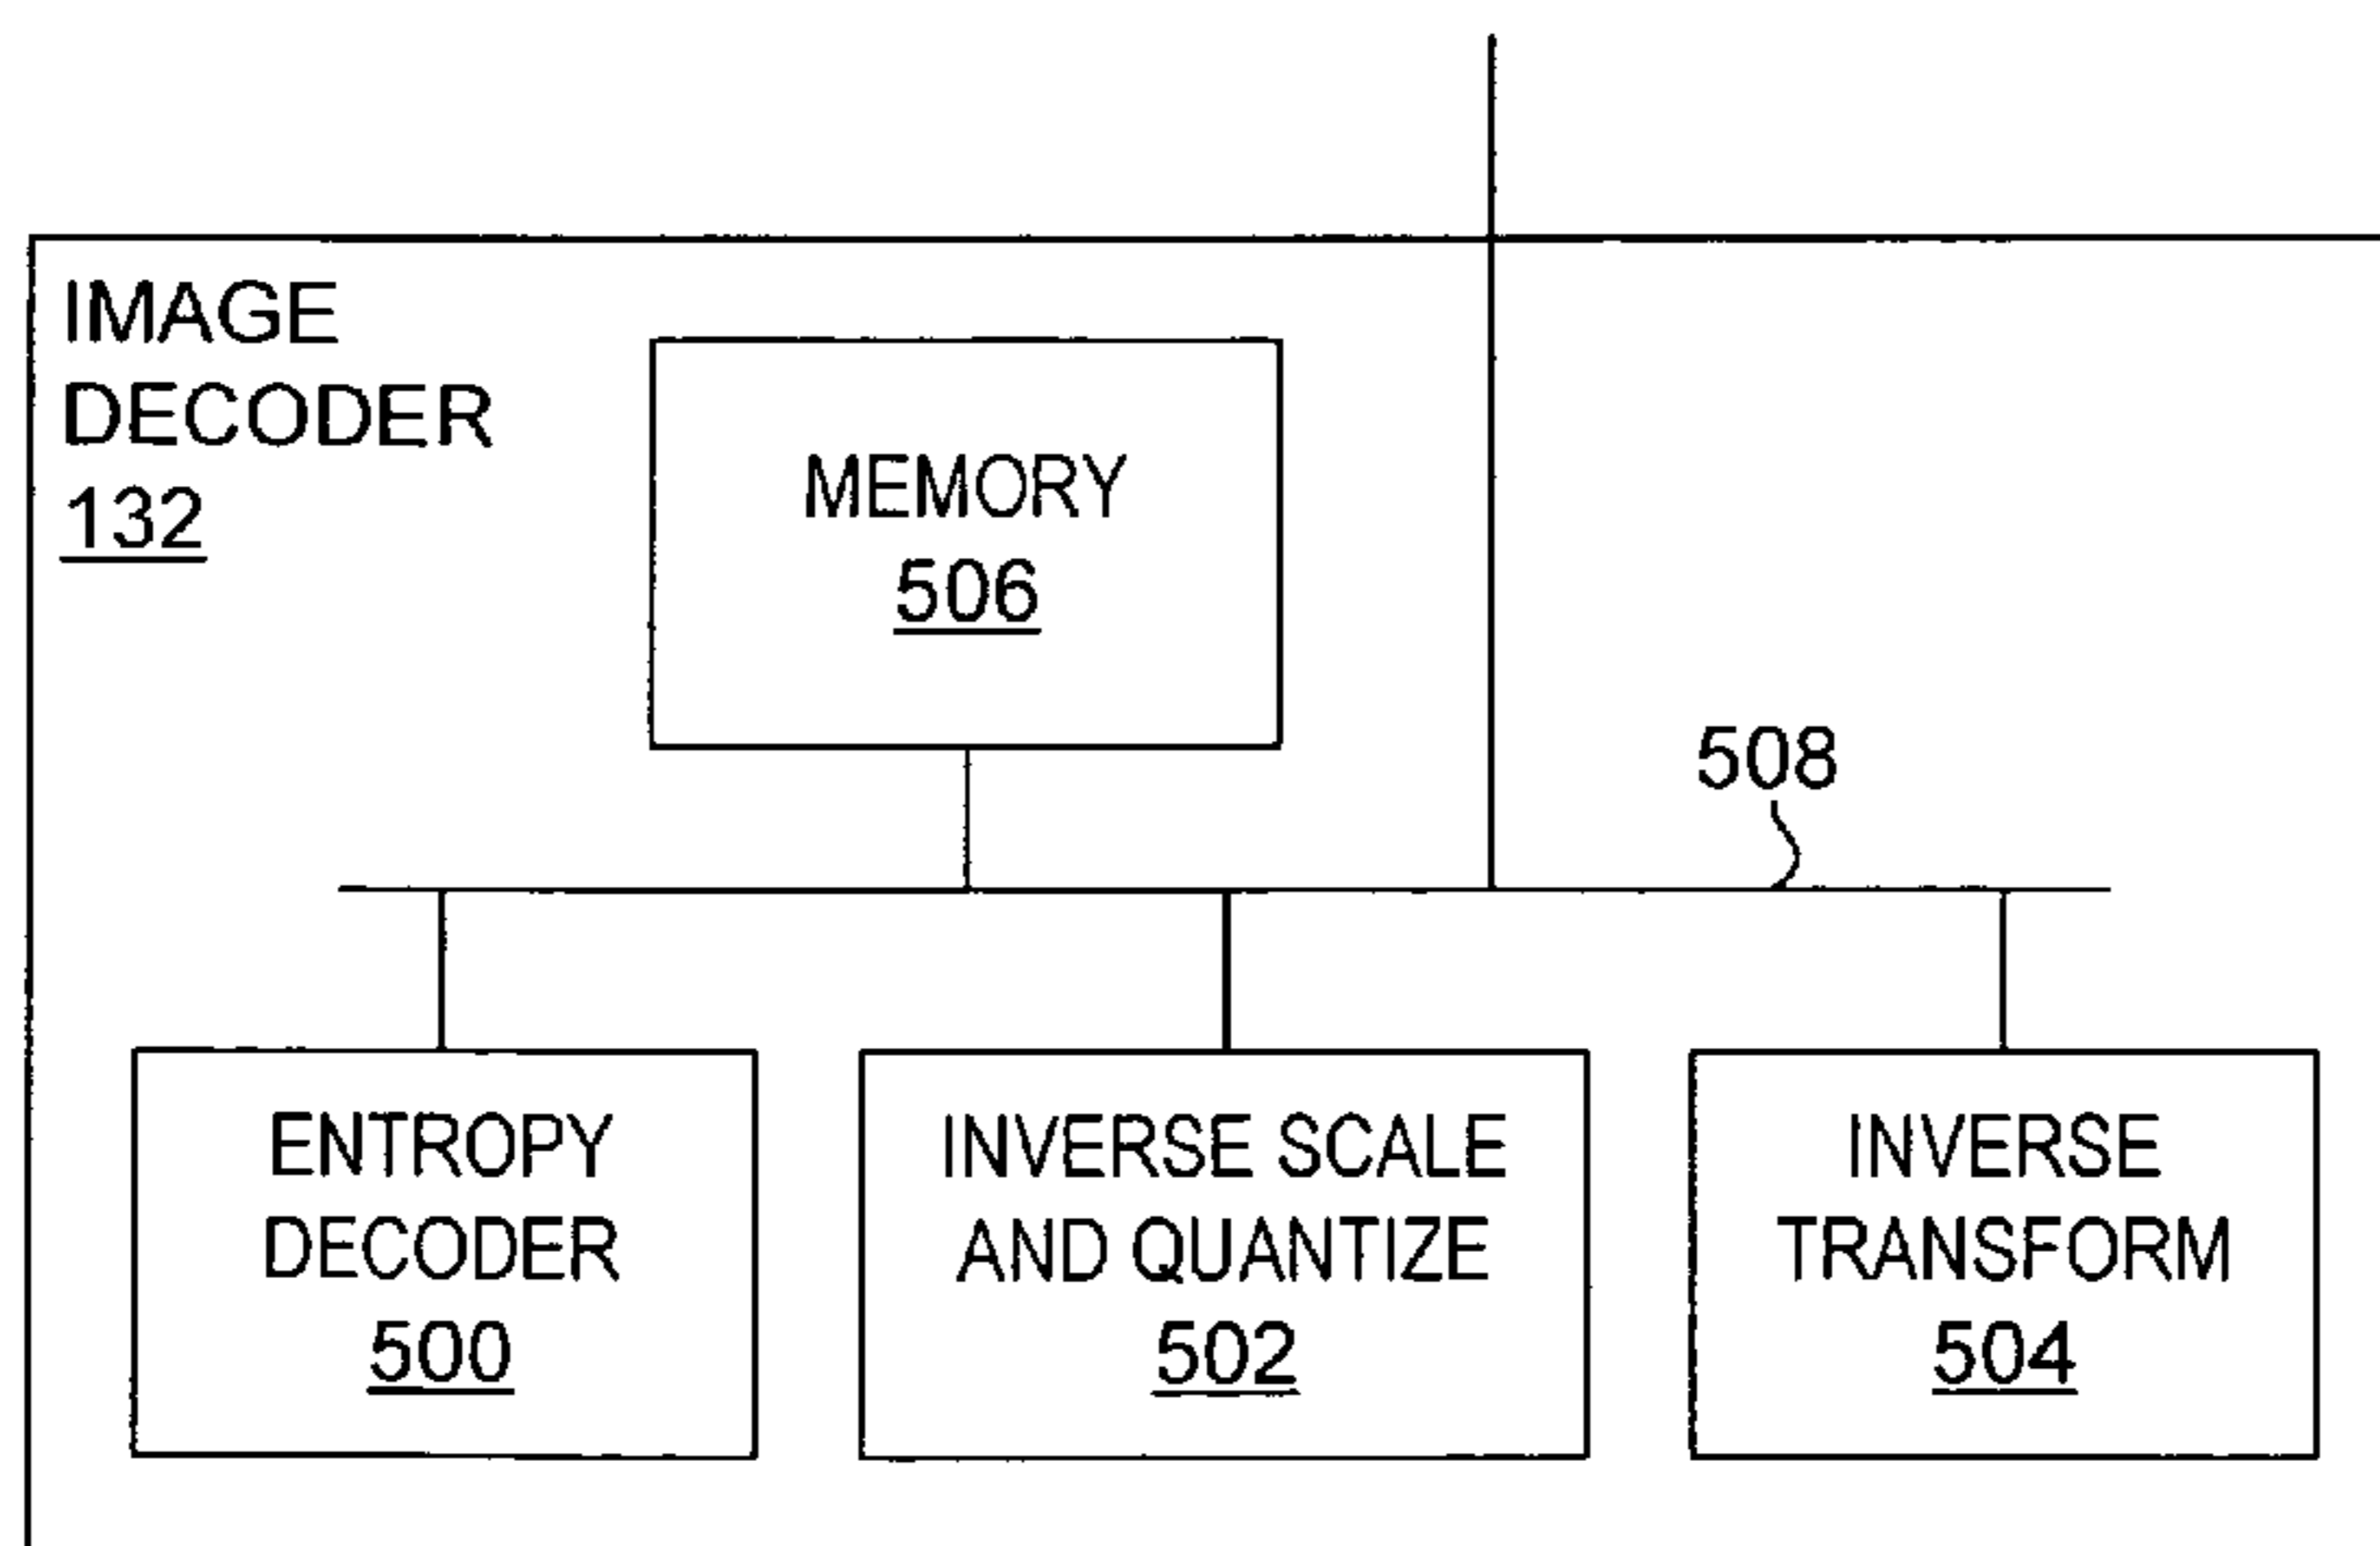 IMAGE
DECODER
132
MEMORY
506
508
ENTROPY
DECODER
500
INVERSE SCALE
AND QUANTIZE
502
INVERSE
TRANSFORM
504